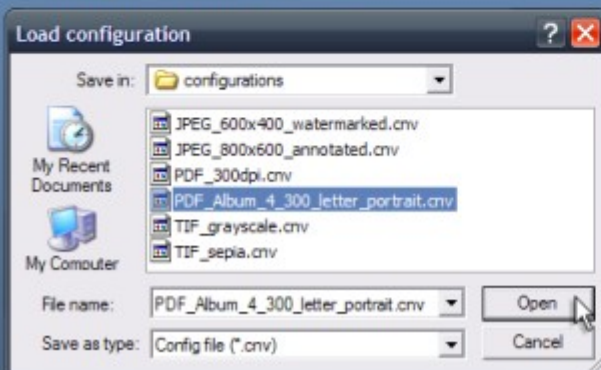 Load configuration
Save in: configurations
JPEG_600x400_watermarked.cnv
JPEG_800x600_annotated.cnv
PDF_300dpi.cnv
PDF_Album_4_300_letter_portrait.cnv
TIF_grayscale.cnv
TIF_sepia.cnv
My Recent
Documents
My Computer
File name: PDF_Album_4_300_letter_portrait.cnv Open
Save as type: Config file (*.cnv) Cancel